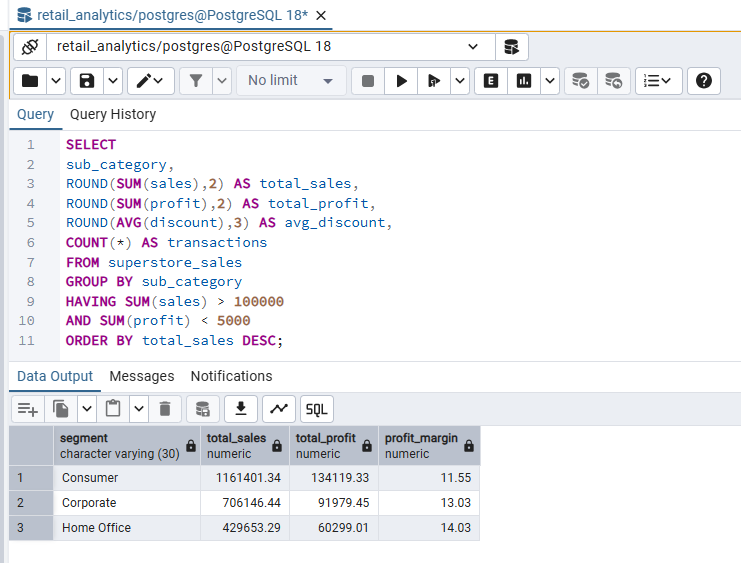 retail_analytics/postgres@PostgreSQL 18*
retail_analytics/postgres@PostgreSQL 18
No limit
E
Query Query History
1 SELECT
2 sub_category,
3 ROUND(SUM(sales),2) AS total_sales,
4 ROUND(SUM(profit),2) AS total_profit,
5 ROUND(AVG(discount),3) AS avg_discount,
6 COUNT(*) AS transactions
7 FROM superstore_sales
8 GROUP BY sub_category
9 HAVING SUM(sales) > 100000
10 AND SUM(profit) < 5000
11 ORDER BY total_sales DESC;
Data Output Messages Notifications
SQL
segment total_sales total_profit profit_margin
character varying (30) numeric numeric numeric
1 Consumer 1161401.34 134119.33 11.55
2 Corporate 706146.44 91979.45 13.03
3 Home Office 429653.29 60299.01 14.03